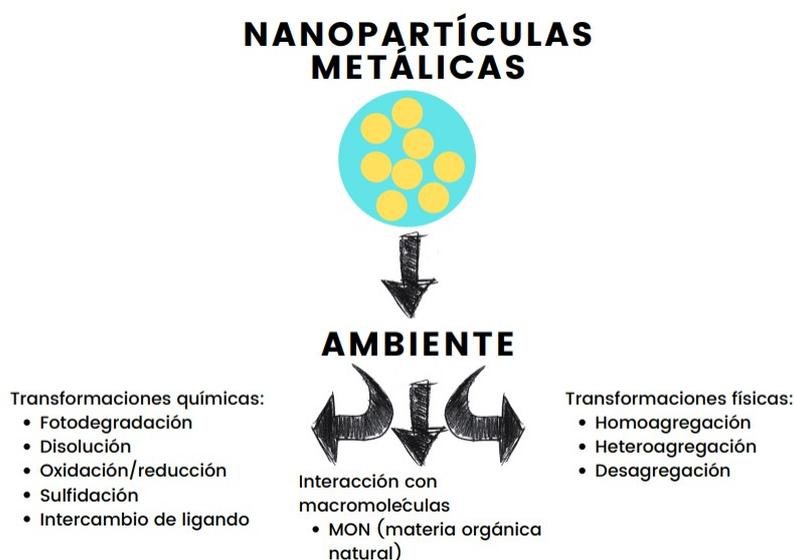 NANOPARTÍCULAS
METÁLICAS
AMBIENTE
Transformaciones químicas:
• Fotodegradación
• Disolución
• Oxidación/reducción
• Sulfidación
• Intercambio de ligando
Interacción con
macromoléculas
• MON (materia orgánica
natural)
Transformaciones físicas:
• Homoagregación
• Heteroagregación
• Desagregación